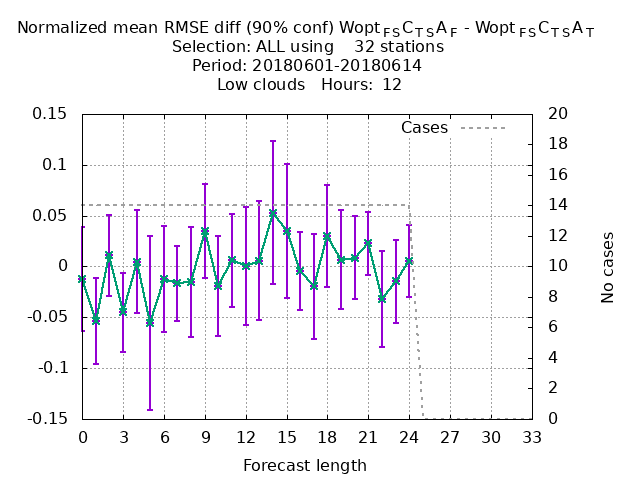 Normalized mean RMSE diff (90% conf) Wopt FS C T S A F - Wopt FS C T S A T
Selection: ALL using 32 stations
Period: 20180601-20180614
Low clouds Hours: 12
Cases
0.15
0.1
0.05
0
-0.05
-0.1
-0.15
20
18
16
14
12
10
8
6
4
2
0
No cases
0 3 6 9 12 15 18 21 24 27 30 33
Forecast length